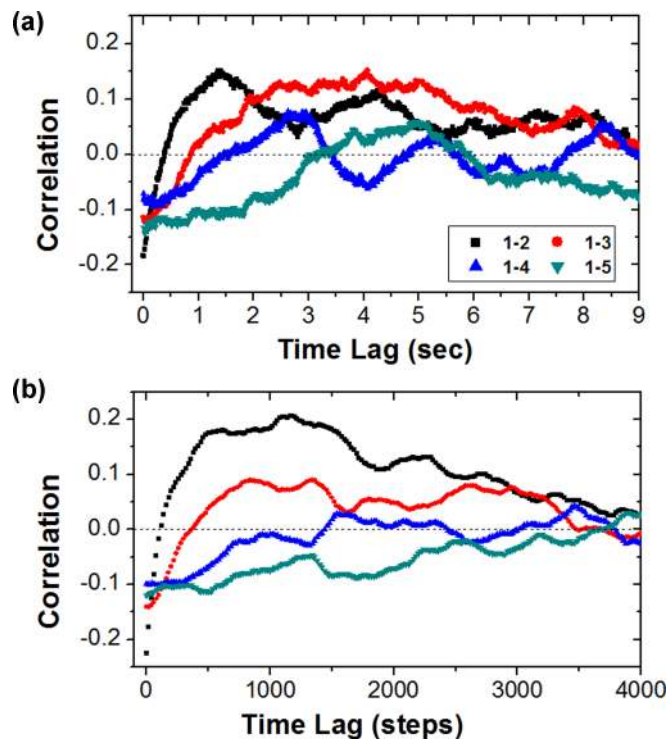 (a)
0.2
0.1
0.0
-0.1
-0.2
Correlation
1-2 1-3
1-4 1-5
0 1 2 3 4 5 6 7 8 9
Time Lag (sec)
(b)
0.2
0.1
0.0
-0.1
-0.2
Correlation
0 1000 2000 3000 4000
Time Lag (steps)